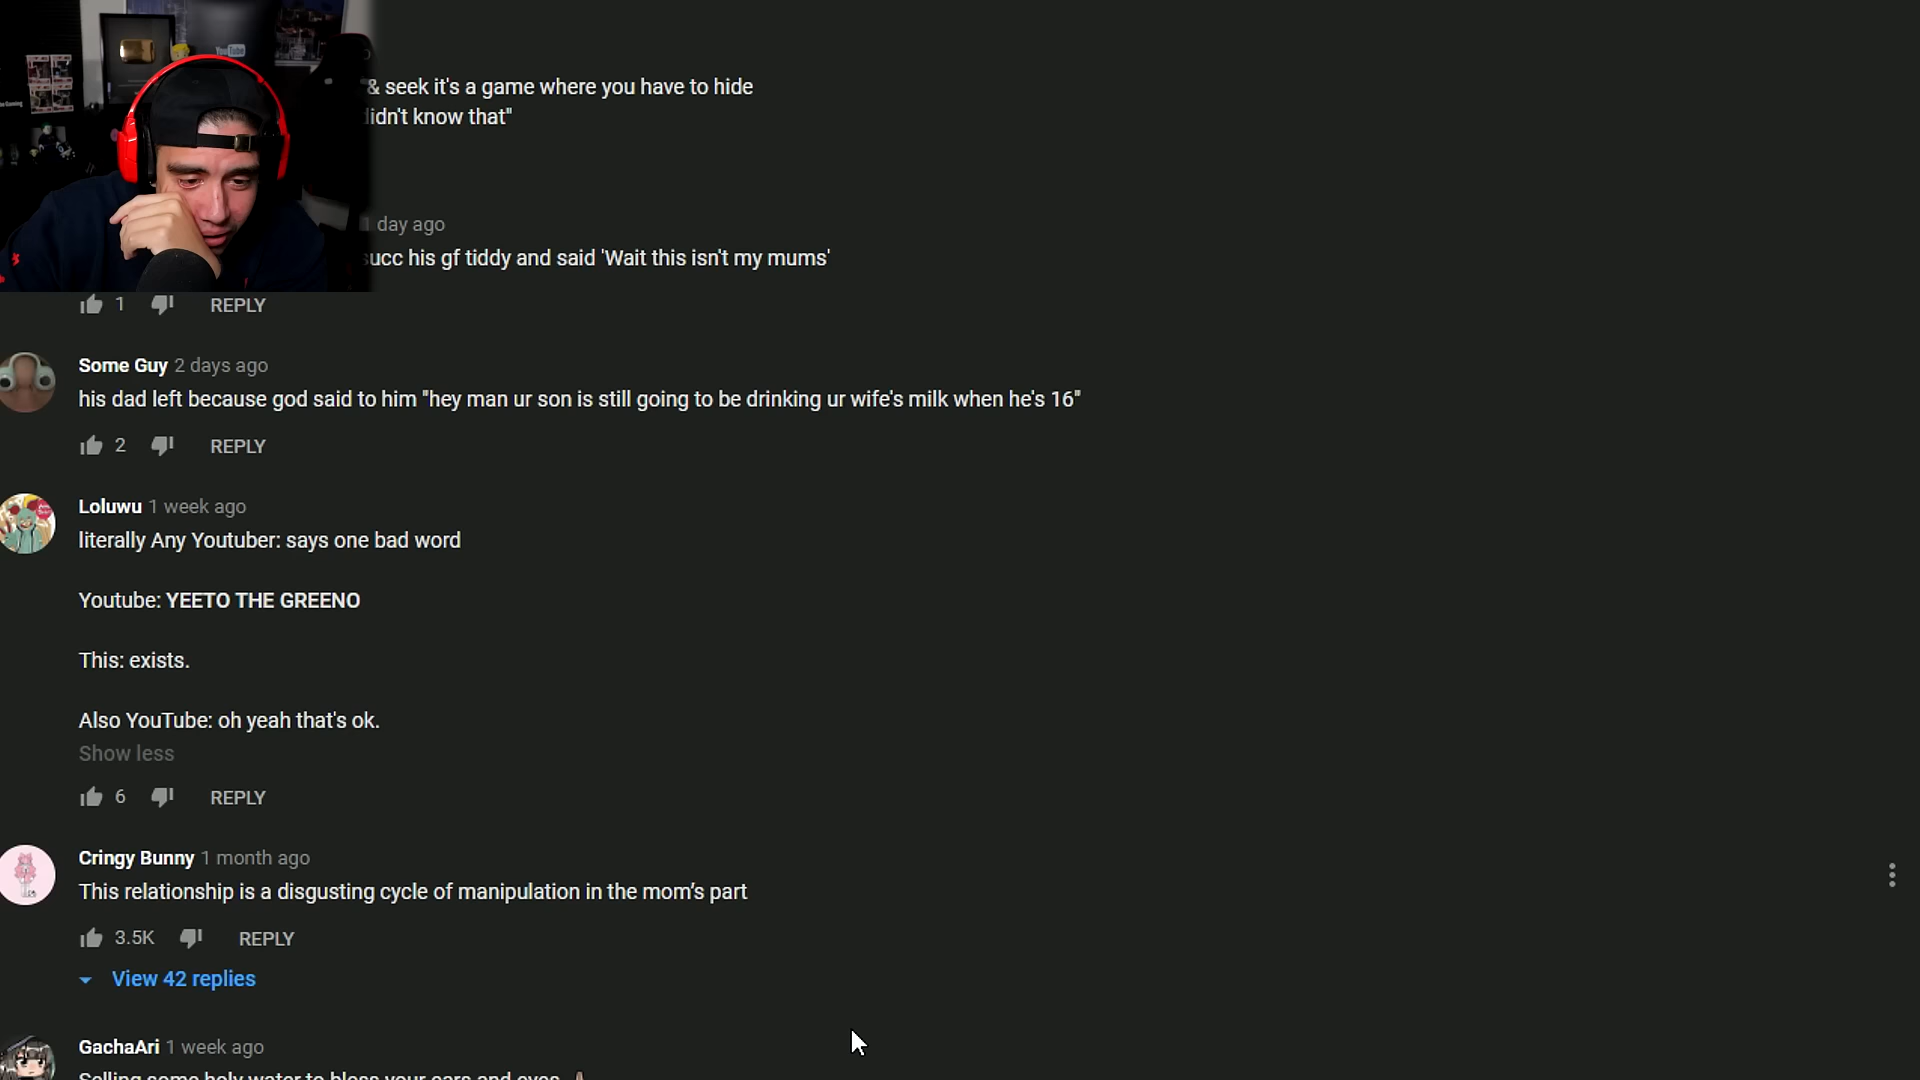 YouTube
& seek it's a game where you have to hide
didn't know that"
1 day ago
succ his gf tiddy and said 'Wait this isn't my mums'
1 REPLY
Some Guy 2 days ago
his dad left because god said to him "hey man ur son is still going to be drinking ur wife's milk when he's 16"
2 REPLY
Loluwu 1 week ago
literally Any Youtuber: says one bad word
Youtube: YEETO THE GREENO
This: exists.
Also YouTube: oh yeah that's ok.
Show less
6 REPLY
Cringy Bunny 1 month ago
This relationship is a disgusting cycle of manipulation in the mom’s part
3.5K REPLY
View 42 replies
GachaAri 1 week ago
Selling some holy water to bless your ears and eyes